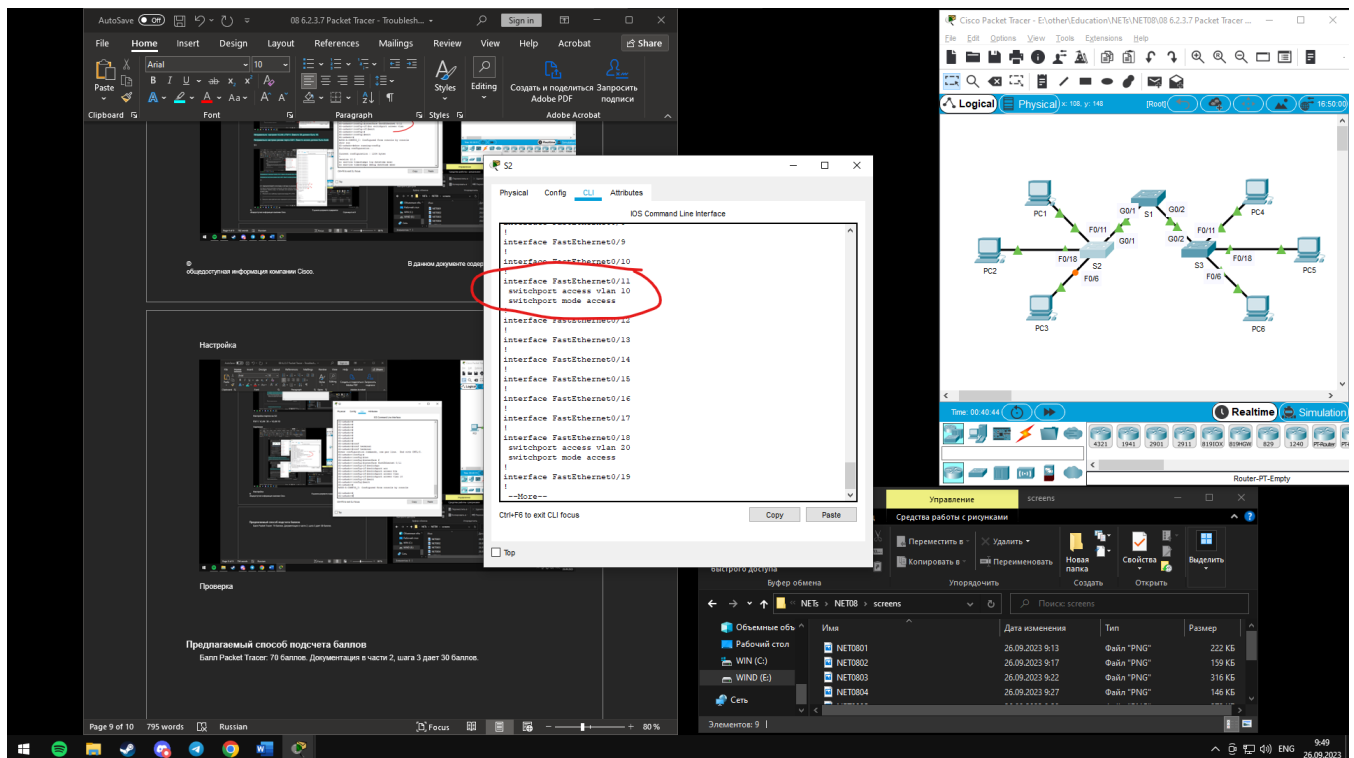 AutoSave Off 08 6.2.3.7 Packet Tracer - Troublesh... Sign in
File Home Insert Design Layout References Mailings Review View Help Acrobat Share
Paste
Arial 10
Styles
Editing
Создать и поделиться Adobe PDF
Запросить подписи
Clipboard Font Paragraph Styles Adobe Acrobat
©
общедоступная информация компании Cisco.
В данном документе содер
Настройка
Проверка
Предлагаемый способ подсчета баллов
Балл Packet Tracer: 70 баллов. Документация в части 2, шага 3 дает 30 баллов.
Page 9 of 10 795 words Russian Focus 80 %
S2
Physical Config CLI Attributes
IOS Command Line Interface
!
interface FastEthernet0/9
!
interface FastEthernet0/10
!
interface FastEthernet0/11
switchport access vlan 10
switchport mode access
!
interface FastEthernet0/12
!
interface FastEthernet0/13
!
interface FastEthernet0/14
!
interface FastEthernet0/15
!
interface FastEthernet0/16
!
interface FastEthernet0/17
!
interface FastEthernet0/18
switchport access vlan 20
switchport mode access
!
interface FastEthernet0/19
!
--More--
Ctrl+F6 to exit CLI focus
Copy Paste
Top
Cisco Packet Tracer - E:\other\Education\NETs\NET08\08 6.2.3.7 Packet Tracer ...
File Edit Options View Tools Extensions Help
Logical Physical x: 108, y: 148 [Root] 16:50:00
PC1 G0/1 S1 G0/2 PC4
F0/11 G0/1 G0/2 F0/11
PC2 F0/18 S2 F0/6 S3 F0/18 F0/6 PC5
PC3 PC6
Time: 00:40:44 Realtime Simulation
4321 1941 2901 2911 819IOX 819HGW 829 1240 PT-Router
Router-PT-Empty
Управление screens
Средства работы с рисунками
быстрого доступа
Переместить в Удалить
Копировать в Переименовать
Новая папка
Свойства
Выделить
Буфер обмена Упорядочить Создать Открыть
NETs NET08 screens Поиск: screens
Имя Дата изменения Тип Размер
Объемные объ
Рабочий стол
WIN (C:)
WIND (E:)
Сеть
NET0801 26.09.2023 9:13 Файл "PNG" 222 КБ
NET0802 26.09.2023 9:17 Файл "PNG" 159 КБ
NET0803 26.09.2023 9:22 Файл "PNG" 316 КБ
NET0804 26.09.2023 9:27 Файл "PNG" 146 КБ
Элементов: 9
ENG 9:49
26.09.2023